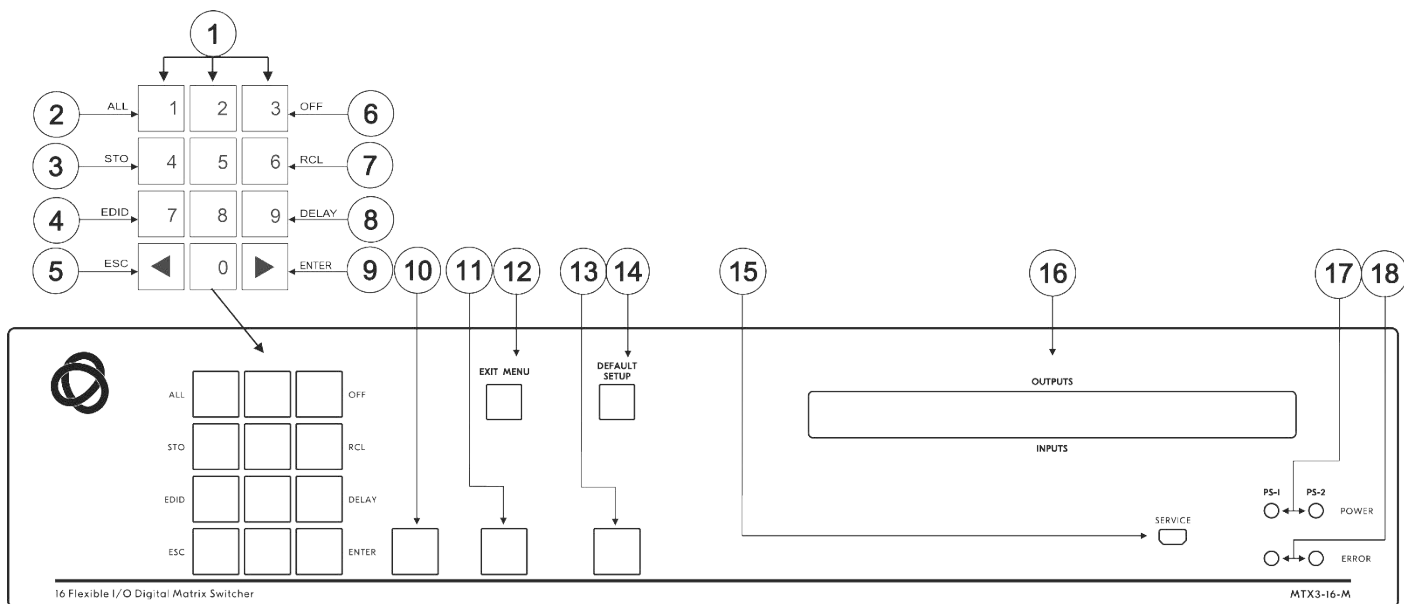 1
2 ALL 1 2 3 OFF 6
3 STO 4 5 6 RCL 7
4 EDID 7 8 9 DELAY 8
5 ESC 0 ENTER 9 10 11 12 13 14 15 16 17 18
EXIT MENU
DEFAULT
SETUP
OUTPUTS
INPUTS
ALL OFF
STO RCL
EDID DELAY
ESC ENTER
SERVICE
PS-1 PS-2
POWER
ERROR
16 Flexible I/O Digital Matrix Switcher
MTX3-16-M